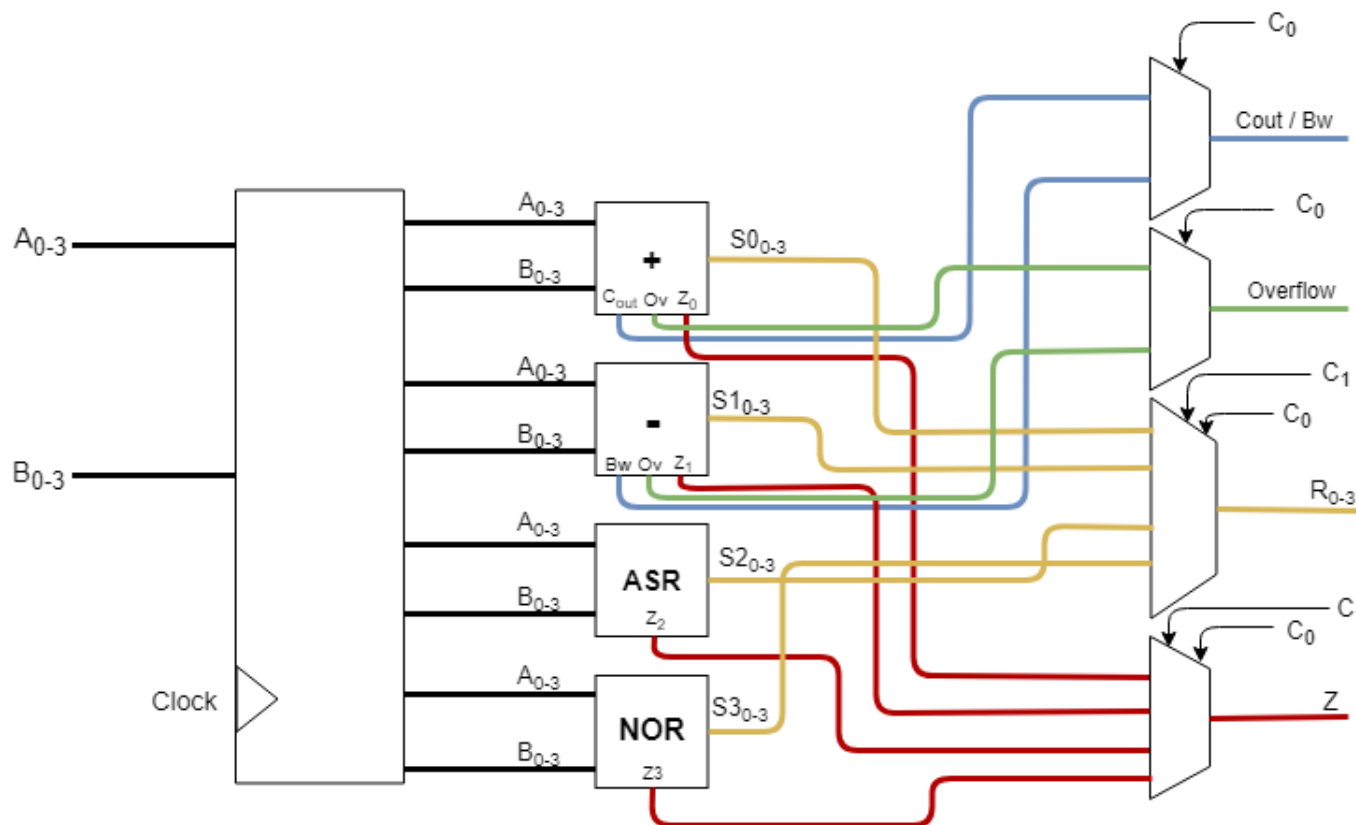 C₀
Cout / Bw
C₀
Overflow
C₁
C₀
R₀₋₃
C
C₀
Z
A₀₋₃
B₀₋₃
Clock
A₀₋₃
B₀₋₃
+
C_out Ov Z₀
S0₀₋₃
A₀₋₃
B₀₋₃
-
Bw Ov Z₁
S1₀₋₃
A₀₋₃
B₀₋₃
ASR
Z₂
S2₀₋₃
A₀₋₃
B₀₋₃
NOR
Z3
S3₀₋₃